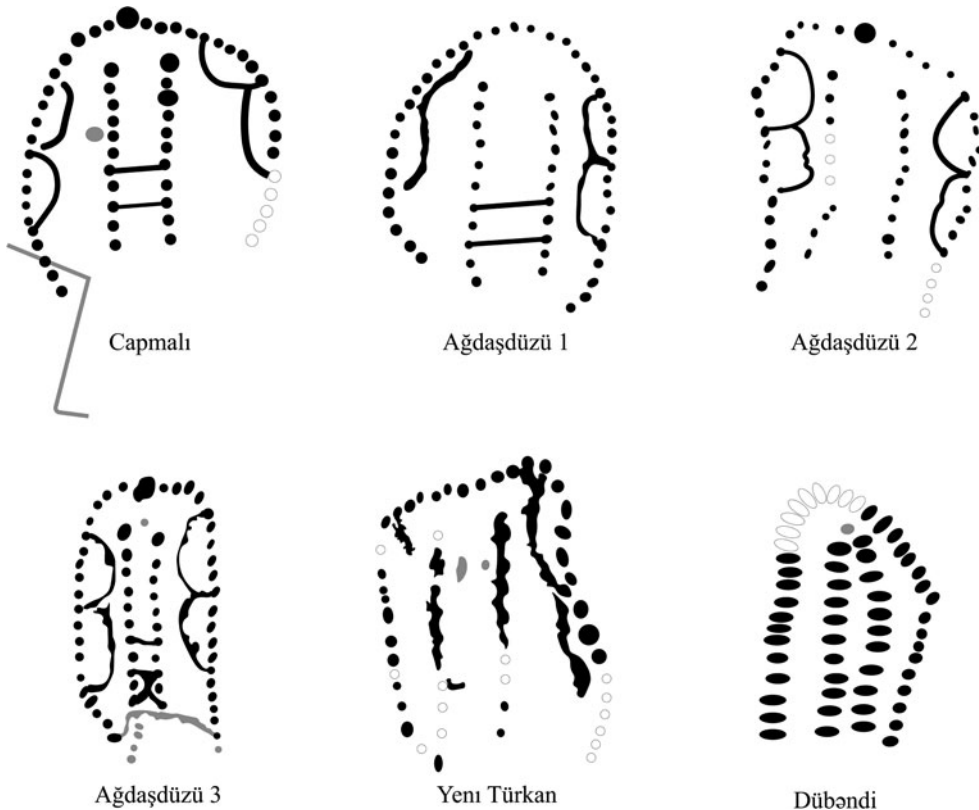 Capmalı
Ağdaşdüzü 1
Ağdaşdüzü 2
Ağdaşdüzü 3
Yenı Türkan
Dübəndi